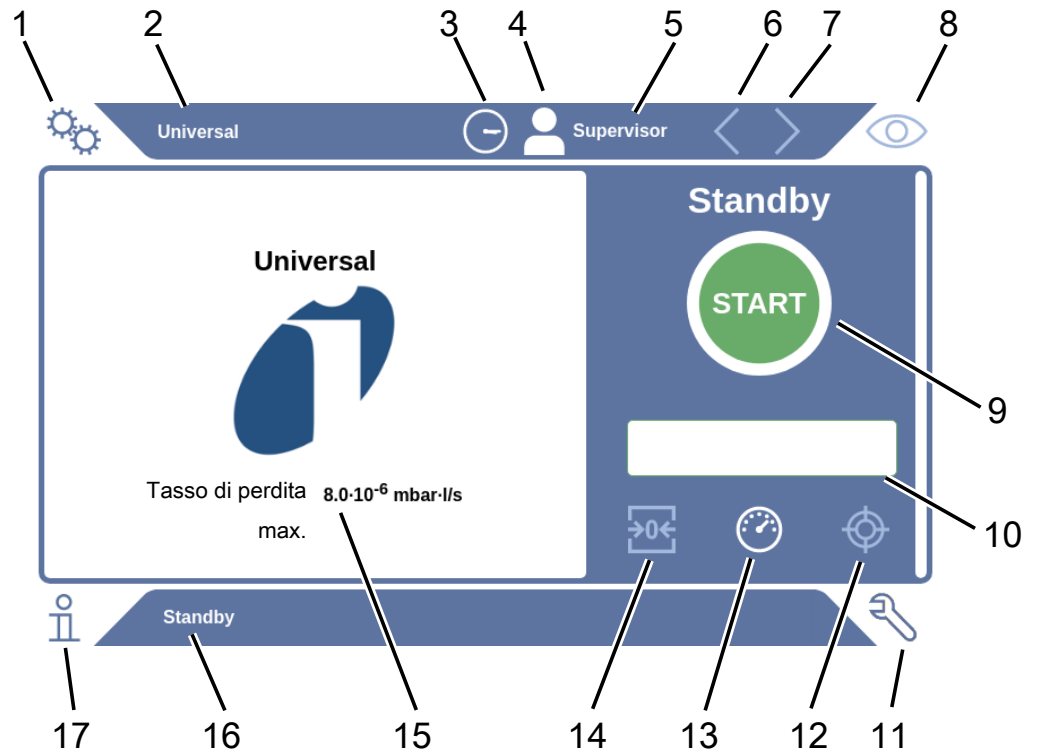 1 2 3 4 5 6 7 8
Universal Supervisor
Standby
Universal
START
9
Tasso di perdita 8.0·10⁻⁶ mbar·l/s
max.
→0←
10
Standby
17 16 15 14 13 12 11